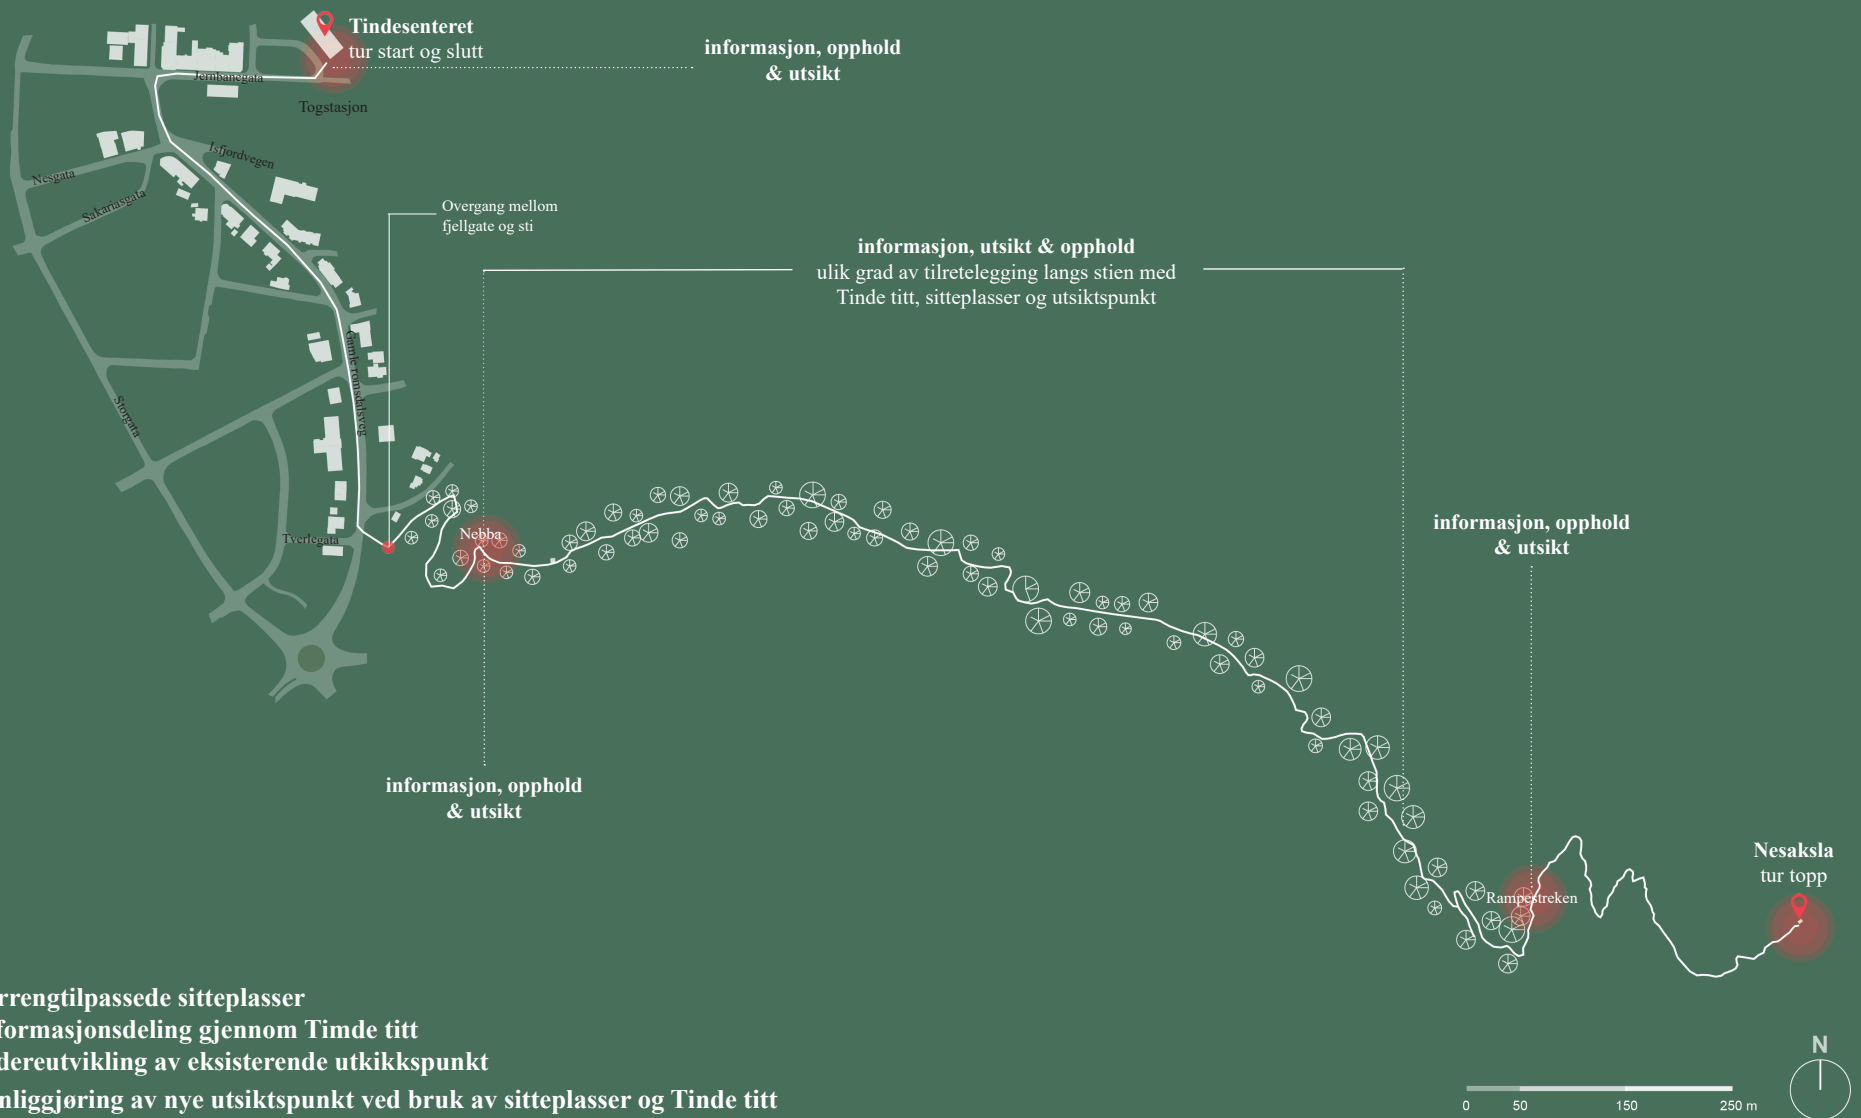 Tindesenteret
tur start og slutt
informasjon, opphold
& utsikt
Jernbanegata
Togstasjon
Isfjordvegen
Nesgata
Sakariasgata
Overgang mellom
fjellgate og sti
informasjon, utsikt & opphold
ulik grad av tilretelegging langs stien med
Tinde titt, sitteplasser og utsiktspunkt
Gamle romsdalsveg
Storgata
Tverlegata
Nebba
informasjon, opphold
& utsikt
informasjon, opphold
& utsikt
Rampestreken
Nesaksla
tur topp
rrengtilpassede sitteplasser
formasjonsdeling gjennom Timde titt
dereutvikling av eksisterende utkikkspunkt
nliggjøring av nye utsiktspunkt ved bruk av sitteplasser og Tinde titt
N
0 50 150 250 m